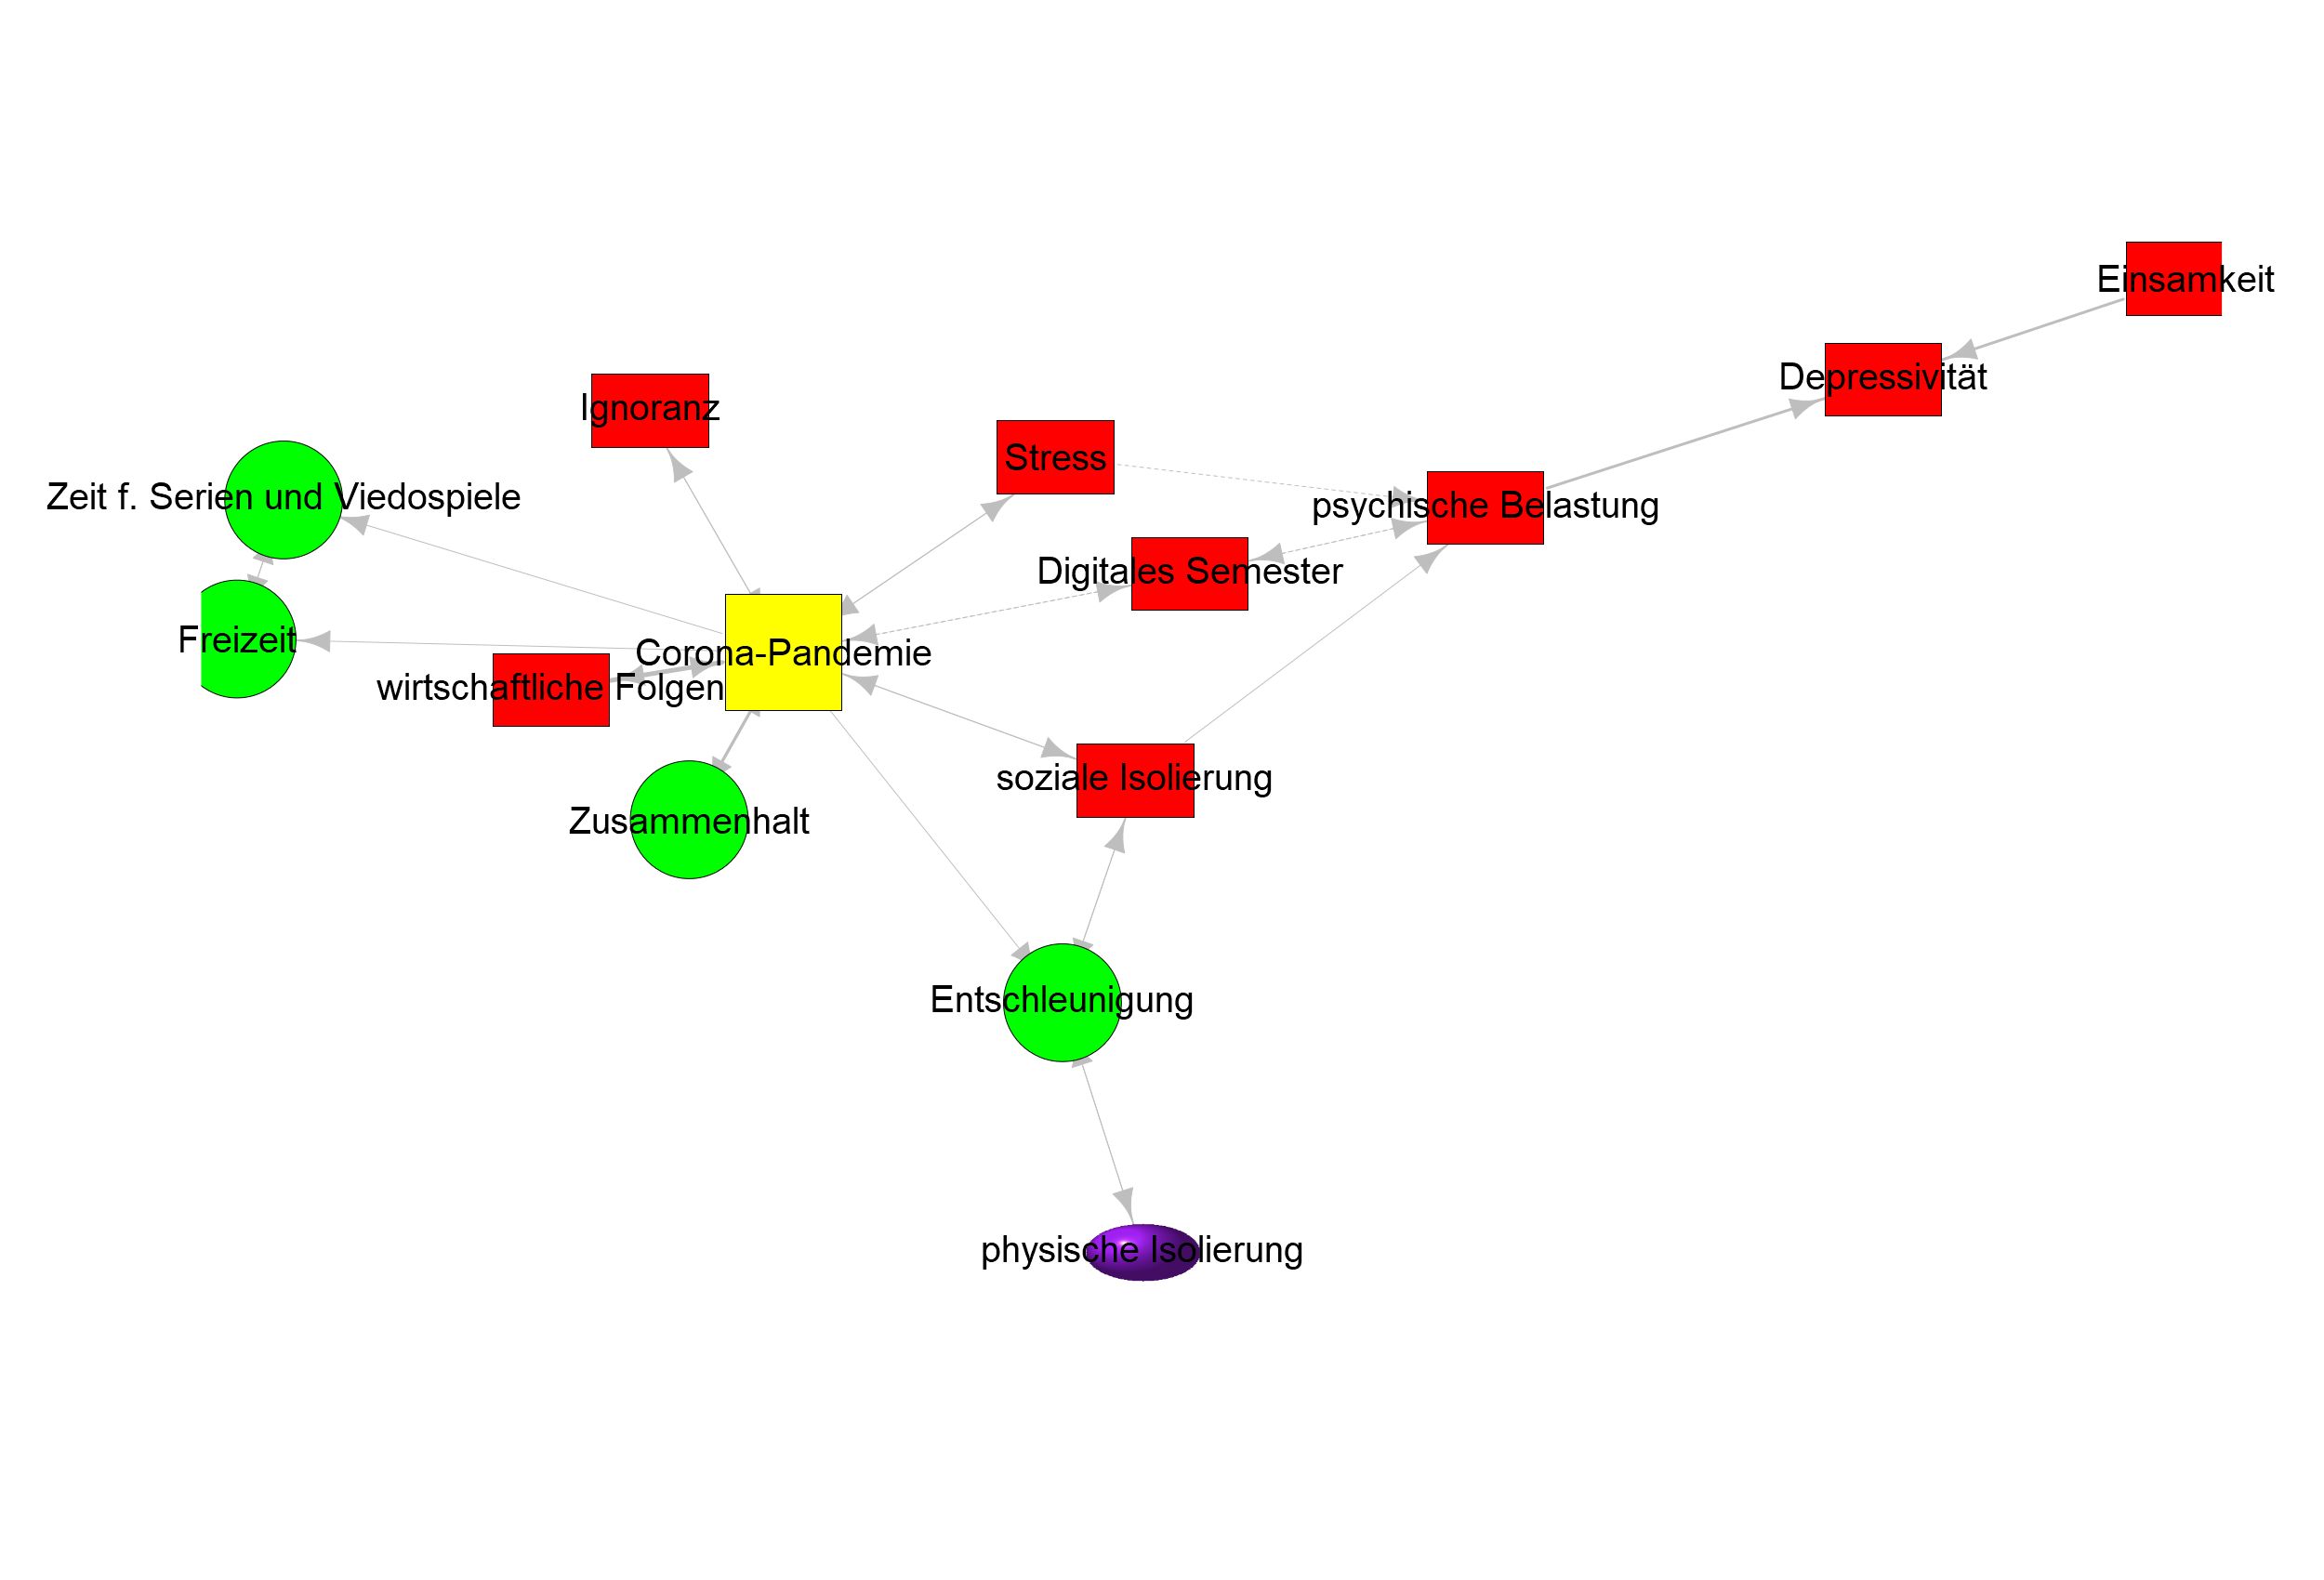 Einsamkeit
Depressivität
Ignoranz
Stress
Zeit f. Serien und Viedospiele
psychische Belastung
Digitales Semester
Freizeit
Corona-Pandemie
wirtschaftliche Folgen
soziale Isolierung
Zusammenhalt
Entschleunigung
physische Isolierung